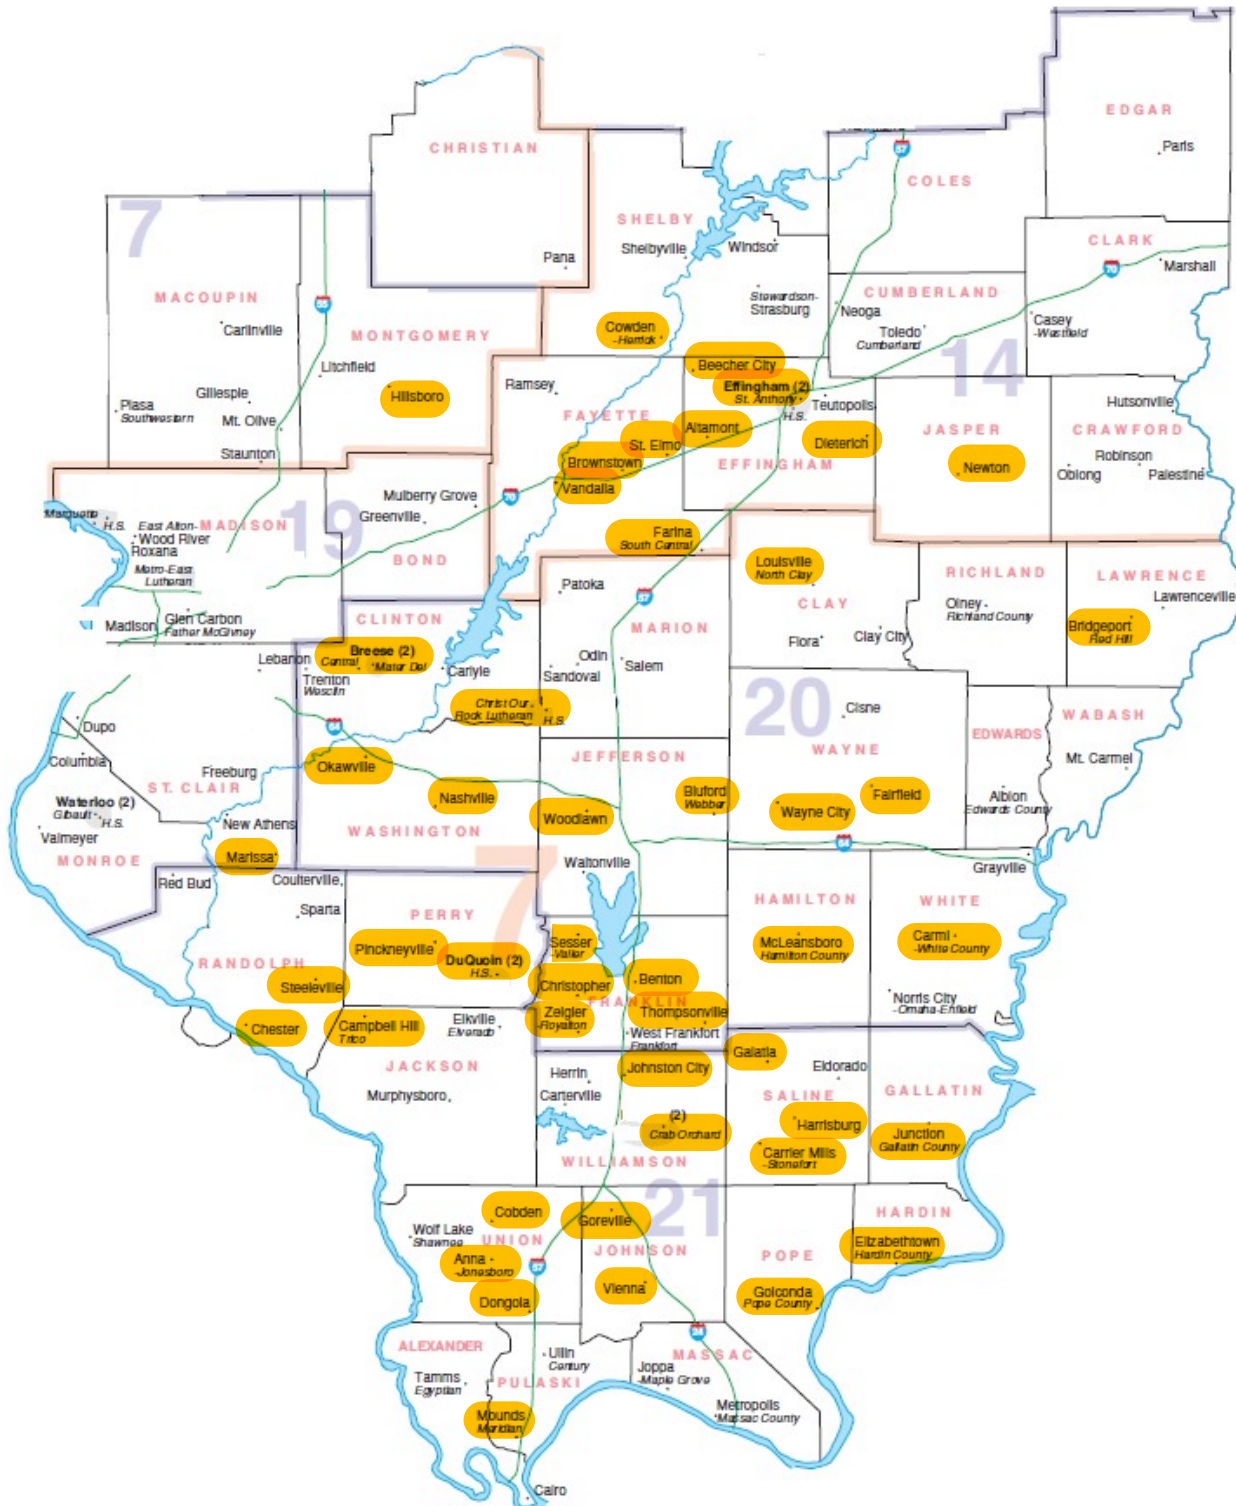 EDGAR
Paris
CHRISTIAN
57
COLES
7
SHELBY
Shelbyville
Windsor
CLARK
Marshall
70
Pana
MACOUPIN
Carlinville
55
MONTGOMERY
Litchfield
Hillsboro
Gillespie
Mt. Olive
Piasa
Southwestern
Staunton
Stewardson-
Strasburg
CUMBERLAND
Neoga
Toledo
Cumberland
14
Casey
-Westfield
Cowden
-Herrick
Beecher City
Effingham (2)
St. Anthony
H.S.
Teutopolis
Ramsey
FAYETTE
Altamont
St. Elmo
Brownstown
Vandalia
Dieterich
EFFINGHAM
JASPER
Newton
Hutsonville
CRAWFORD
Robinson
Oblong
Palestine
70
Mulberry Grove
Greenville
BOND
19
MADISON
Marquette
H.S.
East Alton-
Wood River
Roxana
Metro-East
Lutheran
Madison
Glen Carbon
Father McGivney
Farina
South Central
Louisville
North Clay
CLAY
Flora
Clay City
RICHLAND
Olney
Richland County
LAWRENCE
Lawrenceville
Bridgeport
Red Hill
Patoka
57
MARION
Odin
Sandoval
Salem
CLINTON
Breese (2)
Central
Mater Dei
Carlyle
Lebanon
Trenton
Wesclin
Christ Our
Rock Lutheran
H.S.
64
20
Cisne
WAYNE
EDWARDS
WABASH
Mt. Carmel
Albion
Edwards County
Dupo
Columbia
ST. CLAIR
Freeburg
Okawville
Nashville
WASHINGTON
JEFFERSON
Woodlawn
Bluford
Webber
Wayne City
Fairfield
64
Grayville
Waterloo (2)
Gibault
H.S.
Valmeyer
MONROE
New Athens
Marissa
Red Bud
Coulterville
Sparta
7
Waltonville
HAMILTON
WHITE
PERRY
Pinckneyville
DuQuoin (2)
H.S.
Sesser
-Valier
McLeansboro
Hamilton County
Carmi
-White County
RANDOLPH
Steeleville
Christopher
Benton
FRANKLIN
Thompsonville
Zeigler
-Royalton
West Frankfort
Frankfort
Norris City
-Omaha-Enfield
Chester
Campbell Hill
Trico
Elkville
Elverado
JACKSON
Murphysboro
Herrin
Carterville
Johnston City
Galatia
Eldorado
SALINE
GALLATIN
(2)
Crab Orchard
Harrisburg
Carrier Mills
-Stonefort
Junction
Gallatin County
WILLIAMSON
21
Cobden
Goreville
HARDIN
Wolf Lake
Shawnee
UNION
JOHNSON
POPE
Elizabethtown
Hardin County
Anna
-Jonesboro
57
Vienna
Golconda
Pope County
Dongola
24
ALEXANDER
MASSAC
Ullin
Century
Joppa
-Maple Grove
Tamms
Egyptian
PULASKI
Metropolis
Massac County
Mounds
Meridian
Cairo